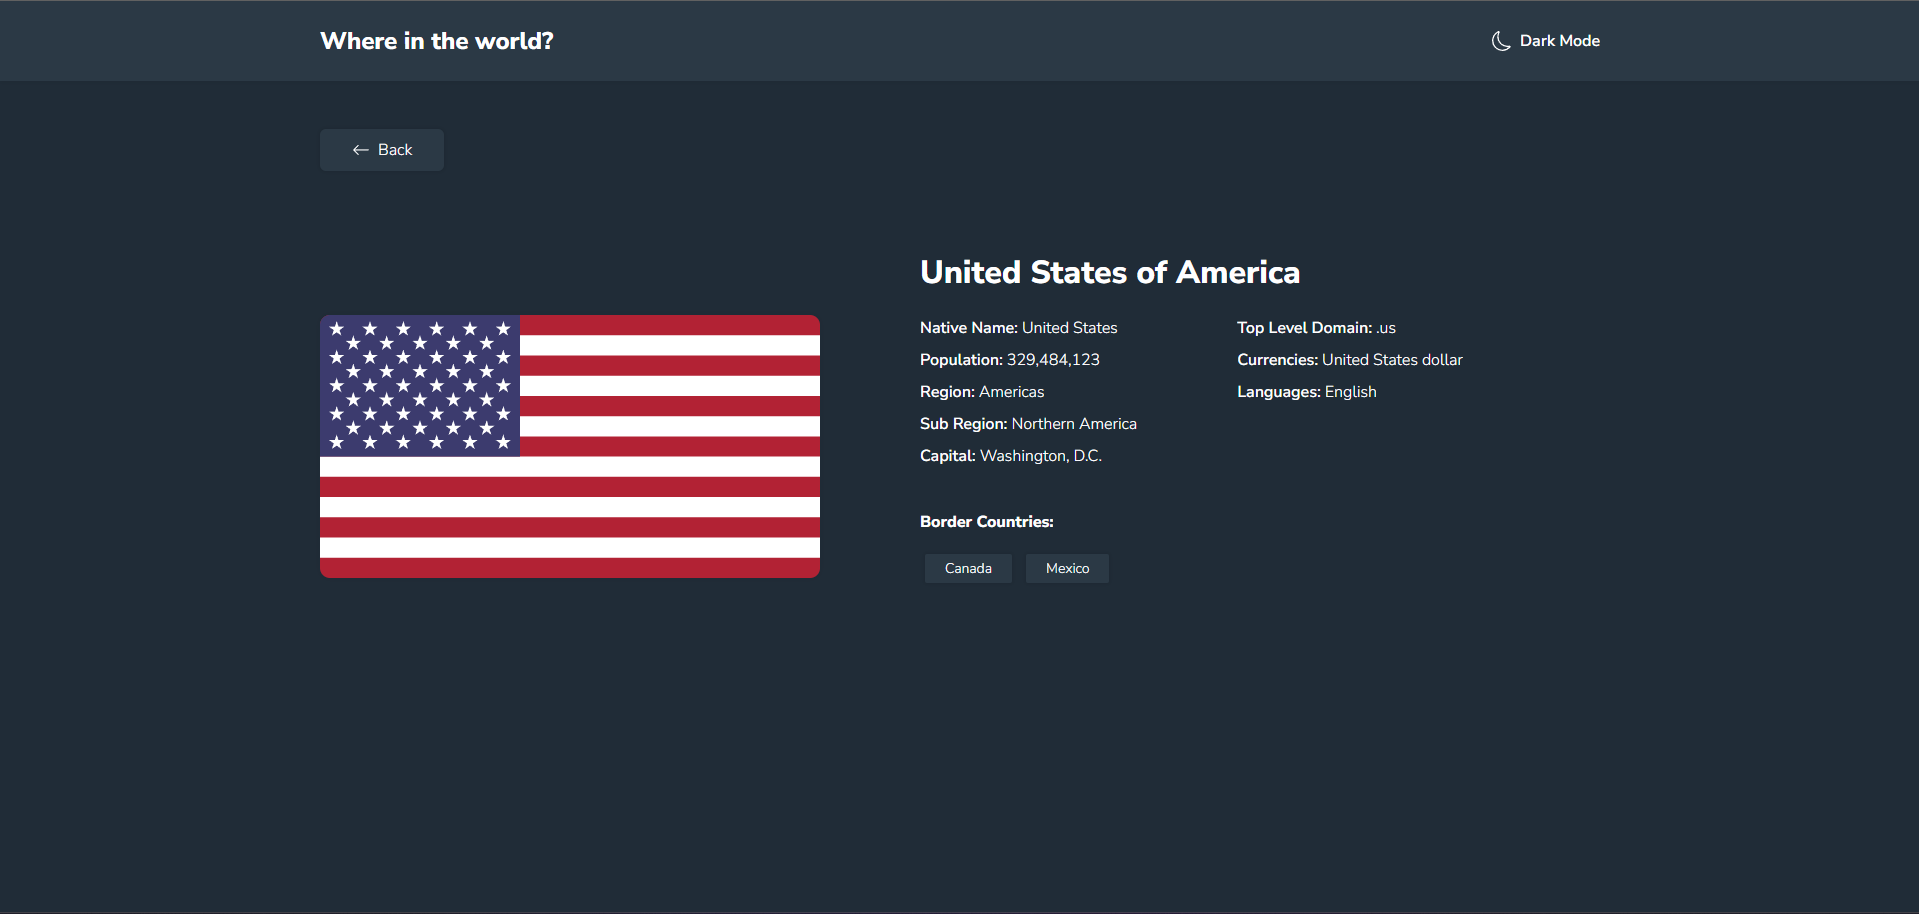 Where in the world?
Dark Mode
Back
United States of America
Native Name: United States
Population: 329,484,123
Region: Americas
Sub Region: Northern America
Capital: Washington, D.C.
Top Level Domain: .us
Currencies: United States dollar
Languages: English
Border Countries:
Canada
Mexico